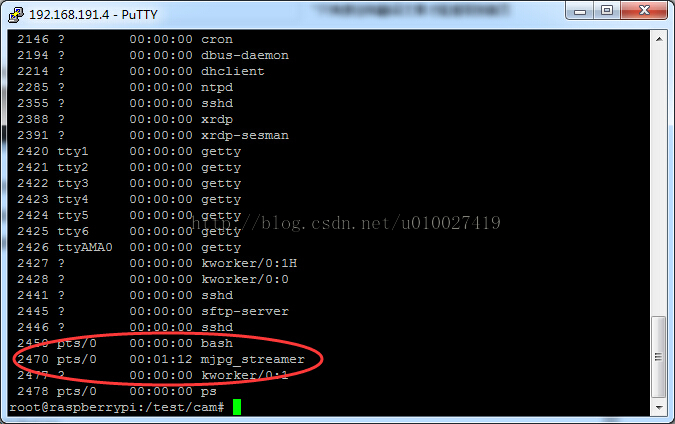 192.168.191.4 - PuTTY
2146 ? 00:00:00 cron
2194 ? 00:00:00 dbus-daemon
2214 ? 00:00:00 dhclient
2285 ? 00:00:00 ntpd
2355 ? 00:00:00 sshd
2388 ? 00:00:00 xrdp
2391 ? 00:00:00 xrdp-sesman
2420 tty1 00:00:00 getty
2421 tty2 00:00:00 getty
2422 tty3 00:00:00 getty
2423 tty4 00:00:00 getty
2424 tty5 00:00:00 getty
http://blog.csdn.net/u010027419
2425 tty6 00:00:00 getty
2426 ttyAMA0 00:00:00 getty
2427 ? 00:00:00 kworker/0:1H
2428 ? 00:00:00 kworker/0:0
2441 ? 00:00:00 sshd
2445 ? 00:00:00 sftp-server
2446 ? 00:00:00 sshd
2450 pts/0 00:00:00 bash
2470 pts/0 00:01:12 mjpg_streamer
2477 ? 00:00:00 kworker/0:1
2478 pts/0 00:00:00 ps
root@raspberrypi:/test/cam#